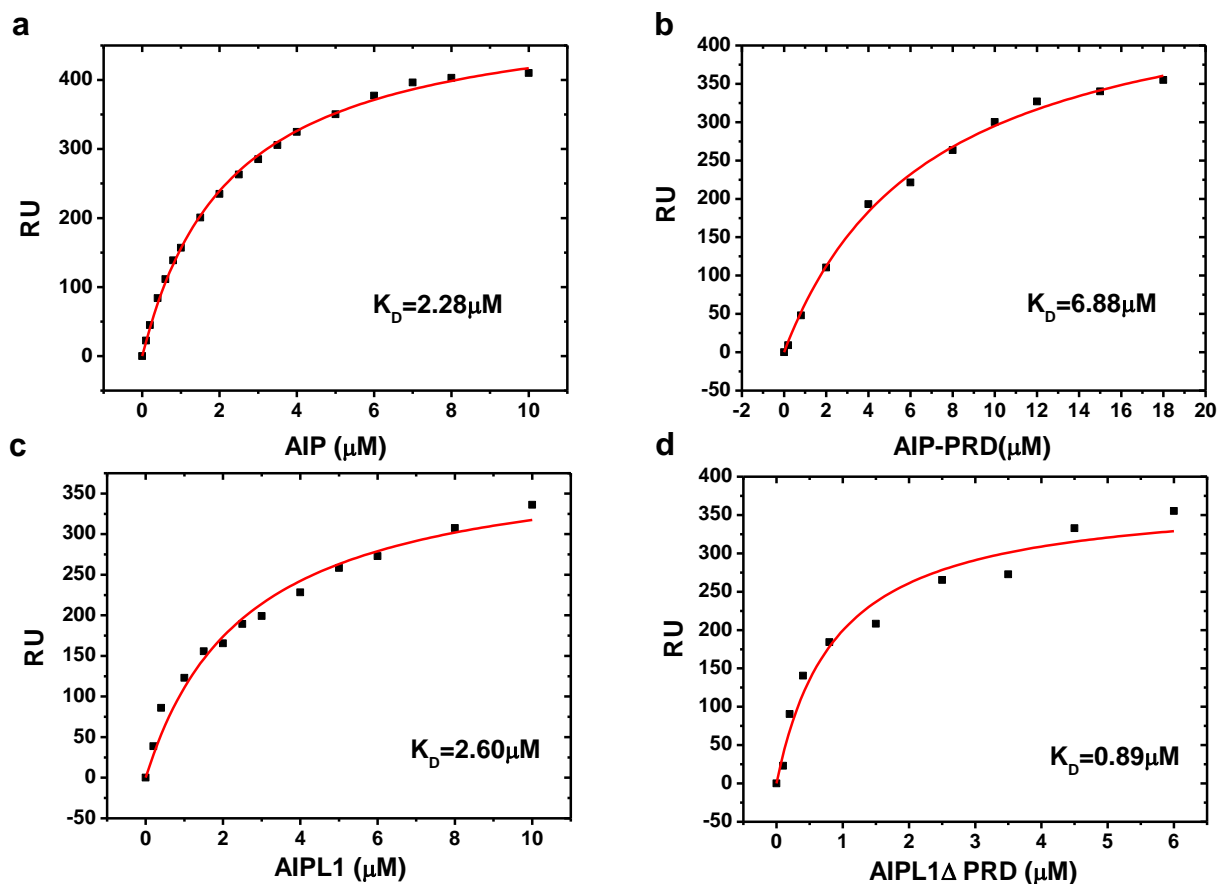 a
400
300
200
100
0
RU
K_D=2.28μM
0 2 4 6 8 10
AIP (μM)
b
400
350
300
250
200
150
100
50
0
-50
RU
K_D=6.88μM
-2 0 2 4 6 8 10 12 14 16 18 20
AIP-PRD(μM)
c
350
300
250
200
150
100
50
0
-50
RU
K_D=2.60μM
0 2 4 6 8 10
AIPL1 (μM)
d
400
350
300
250
200
150
100
50
0
-50
RU
K_D=0.89μM
0 1 2 3 4 5 6
AIPL1Δ PRD (μM)